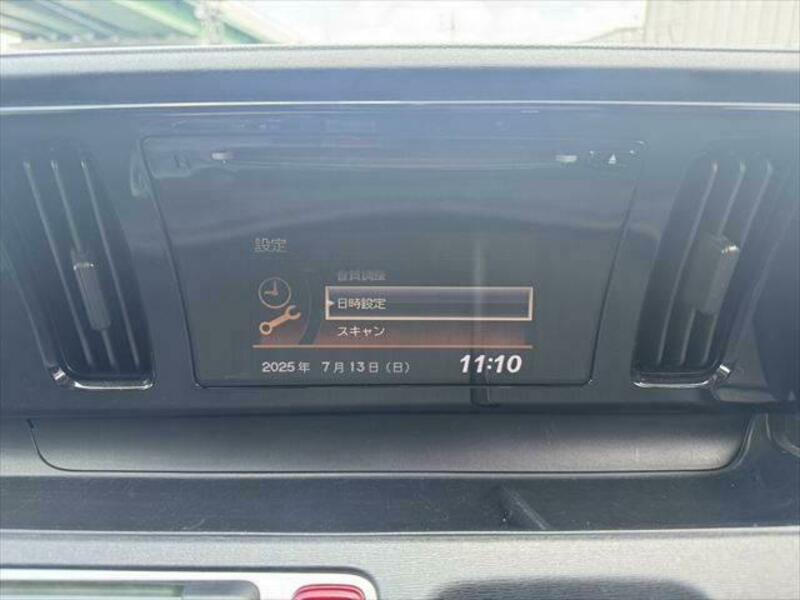 設定
音質調整
日時設定
スキャン
2025年 7月13日(日) 11:10